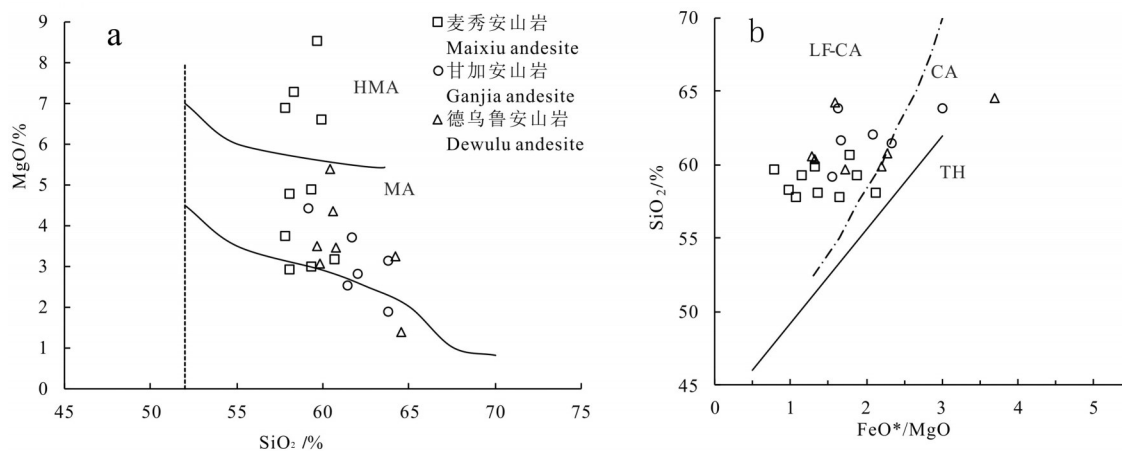 a
麦秀安山岩
Maixiu andesite
甘加安山岩
Ganjia andesite
德乌鲁安山岩
Dewulu andesite
HMA
MA
MgO/%
9
8
7
6
5
4
3
2
1
0
45 50 55 60 65 70 75
SiO₂ /%
b
LF-CA
CA
TH
SiO₂/%
70
65
60
55
50
45
0 1 2 3 4 5
FeO*/MgO